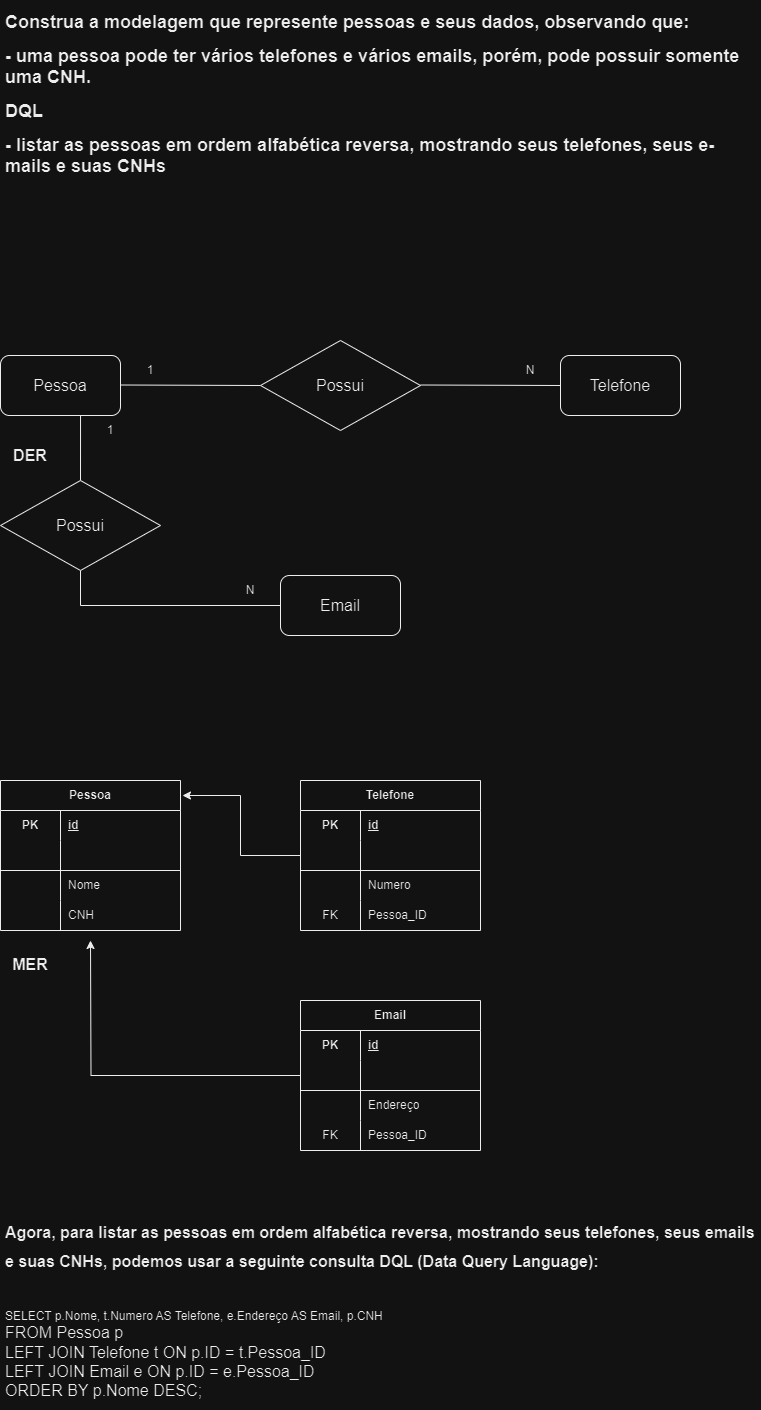 Construa a modelagem que represente pessoas e seus dados, observando que:
- uma pessoa pode ter vários telefones e vários emails, porém, pode possuir somente
uma CNH.
DQL
- listar as pessoas em ordem alfabética reversa, mostrando seus telefones, seus e-
mails e suas CNHs
Pessoa
1
Possui
N
Telefone
1
DER
Possui
N
Email
Pessoa
PK
id
Nome
CNH
Telefone
PK
id
Numero
FK
Pessoa_ID
MER
Email
PK
id
Endereço
FK
Pessoa_ID
Agora, para listar as pessoas em ordem alfabética reversa, mostrando seus telefones, seus emails
e suas CNHs, podemos usar a seguinte consulta DQL (Data Query Language):
SELECT p.Nome, t.Numero AS Telefone, e.Endereço AS Email, p.CNH
FROM Pessoa p
LEFT JOIN Telefone t ON p.ID = t.Pessoa_ID
LEFT JOIN Email e ON p.ID = e.Pessoa_ID
ORDER BY p.Nome DESC;